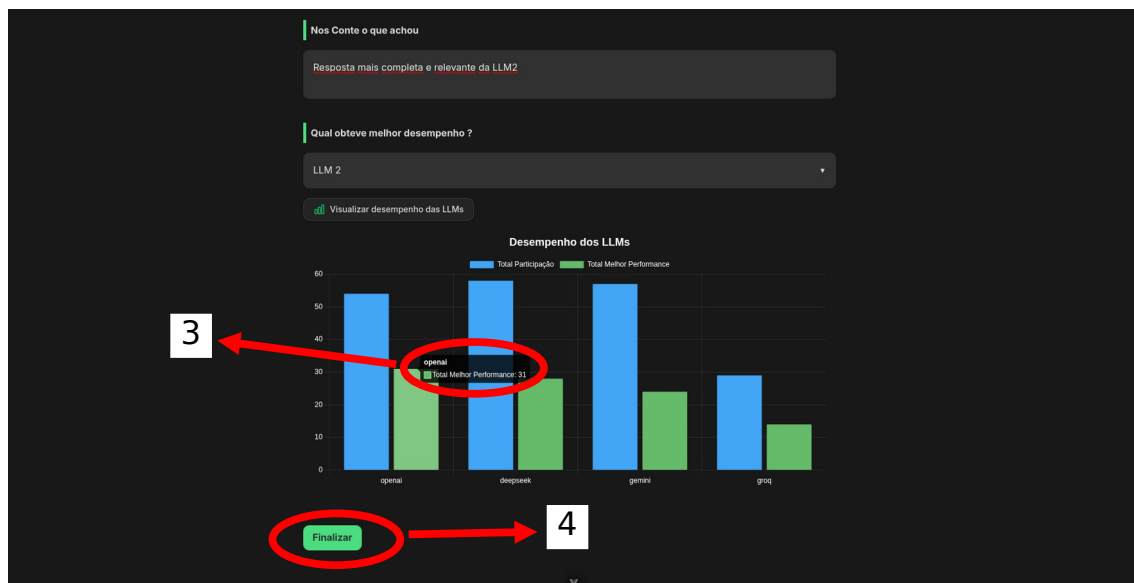 Nos Conte o que achou
Resposta mais completa e relevante da LLM2
Qual obteve melhor desempenho ?
LLM 2
Visualizar desempenho das LLMs
Desempenho dos LLMs
Total Participação Total Melhor Performance
60
50
3
40
openai
Total Melhor Performance: 31
30
20
10
0
openai deepseek gemini groq
4
Finalizar